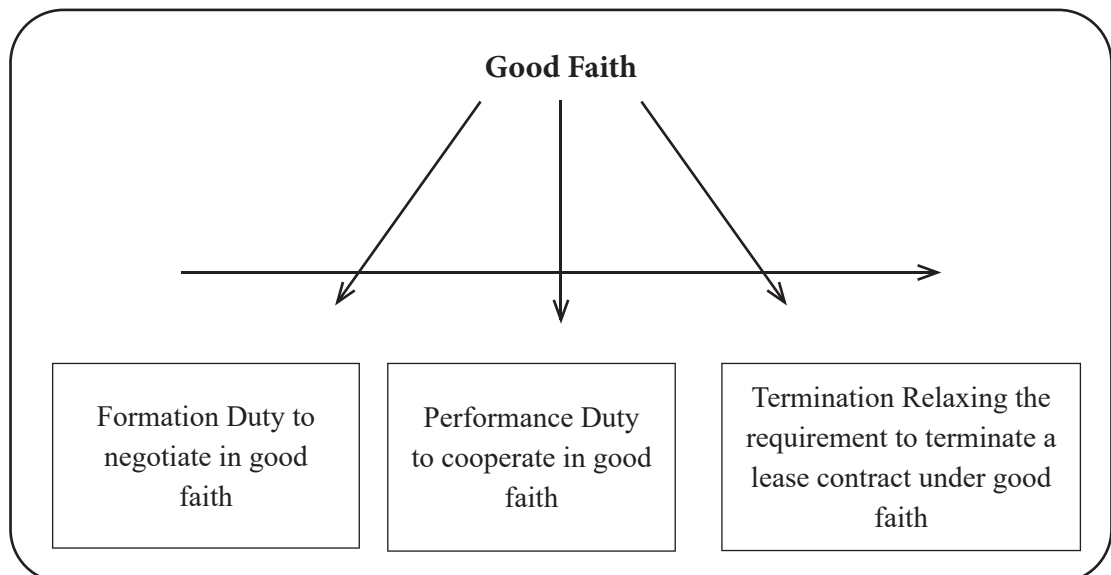 Good Faith
Formation Duty to
negotiate in good
faith
Performance Duty
to cooperate in good
faith
Termination Relaxing the
requirement to terminate a
lease contract under good
faith